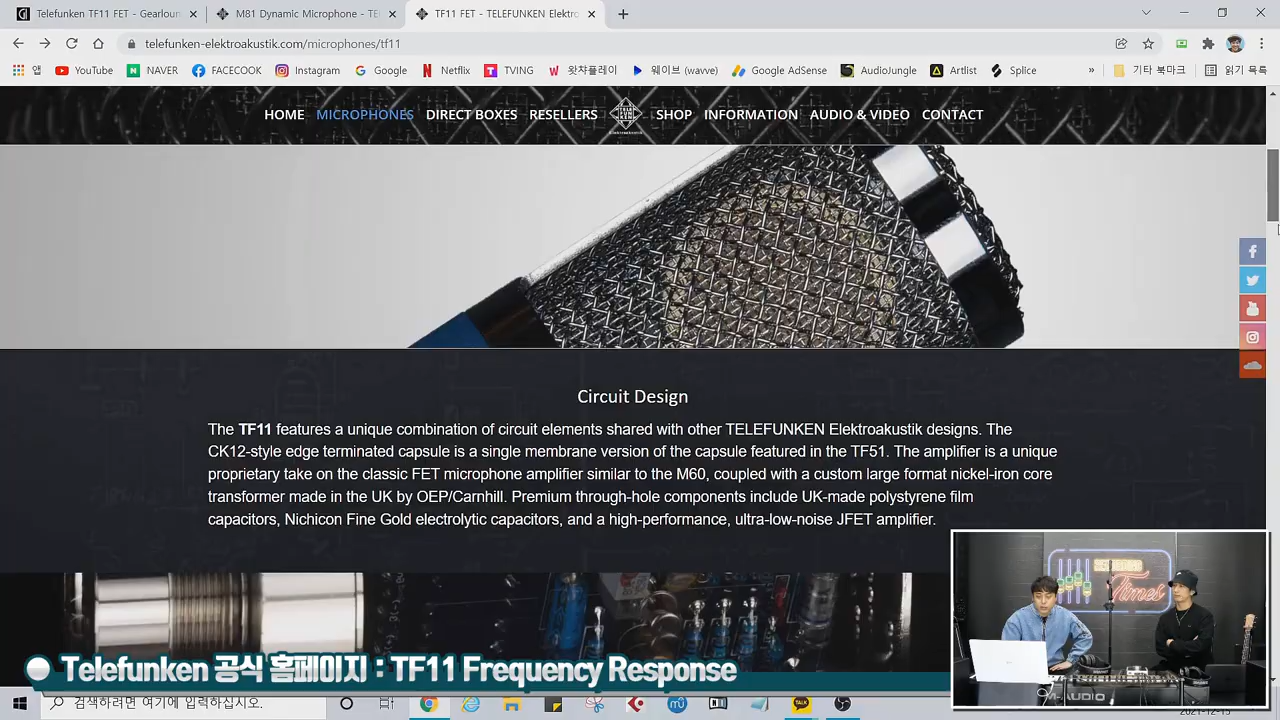 Telefunken TF11 FET - Gearloun
M81 Dynamic Microphone - TE
TF11 FET - TELEFUNKEN Elektro
telefunken-elektroakustik.com/microphones/tf11
앱
YouTube
NAVER
FACECOOK
Instagram
Google
Netflix
TVING
왓챠플레이
웨이브 (wavve)
Google AdSense
AudioJungle
Artlist
Splice
»
기타 북마크
읽기 목록
HOME
MICROPHONES
DIRECT BOXES
RESELLERS
TELE
FUN
KEN
SHOP
INFORMATION
AUDIO & VIDEO
CONTACT
Circuit Design
The TF11 features a unique combination of circuit elements shared with other TELEFUNKEN Elektroakustik designs. The
CK12-style edge terminated capsule is a single membrane version of the capsule featured in the TF51. The amplifier is a unique
proprietary take on the classic FET microphone amplifier similar to the M60, coupled with a custom large format nickel-iron core
transformer made in the UK by OEP/Carnhill. Premium through-hole components include UK-made polystyrene film
capacitors, Nichicon Fine Gold electrolytic capacitors, and a high-performance, ultra-low-noise JFET amplifier.
Times
M-AUDIO
Telefunken 공식 홈페이지 : TF11 Frequency Response
검색하려면 여기에 입력하십시오.